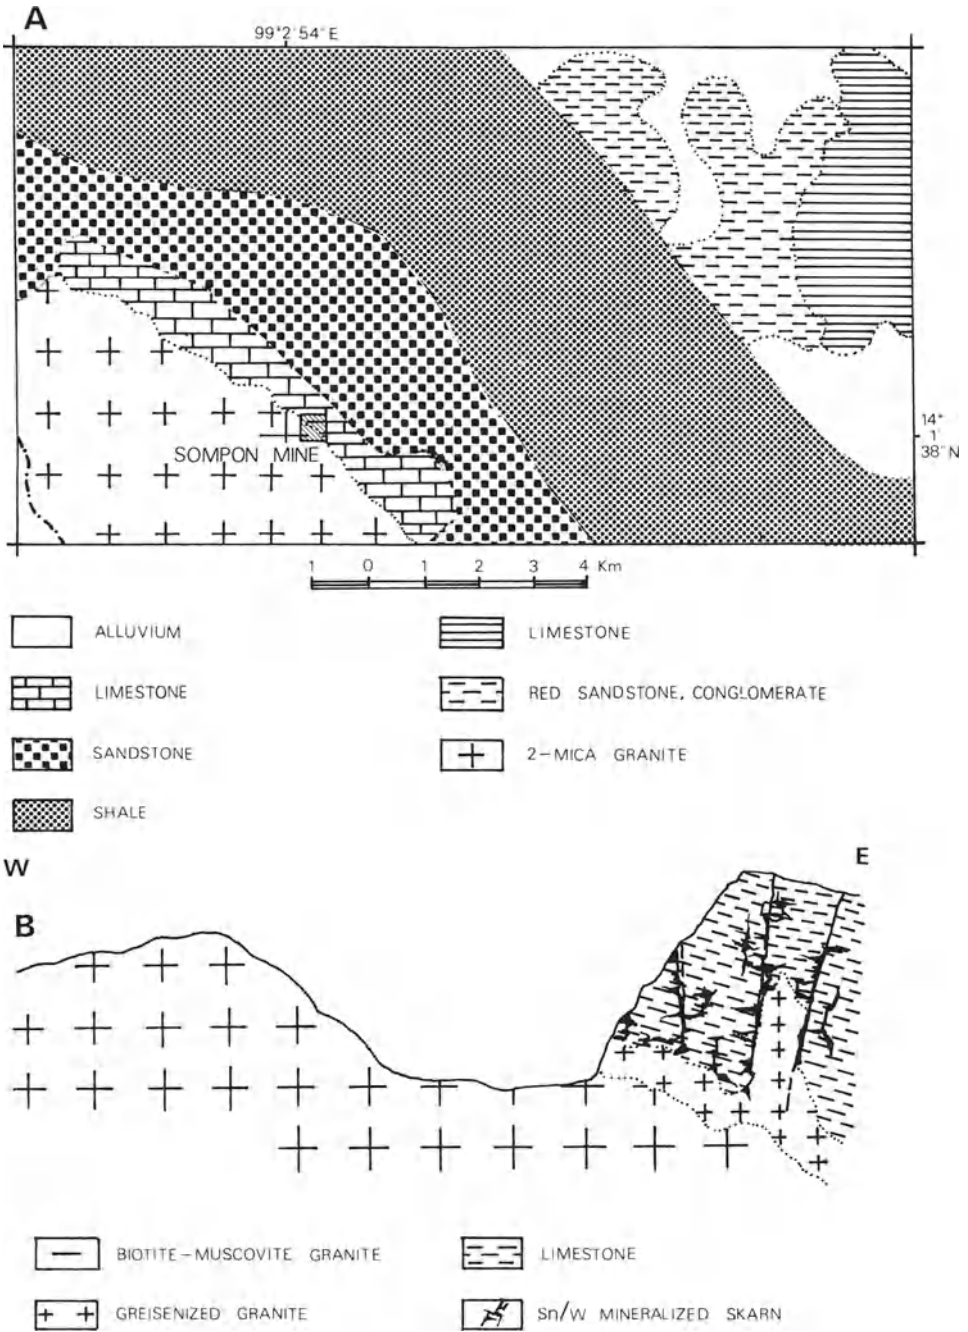 A
99°2'54"E
14°
1'
38"N
SOMPON MINE
1 0 1 2 3 4 Km
ALLUVIUM
LIMESTONE
LIMESTONE
RED SANDSTONE, CONGLOMERATE
SANDSTONE
2-MICA GRANITE
SHALE
W
E
B
BIOTITE-MUSCOVITE GRANITE
LIMESTONE
GREISENIZED GRANITE
Sn/W MINERALIZED SKARN